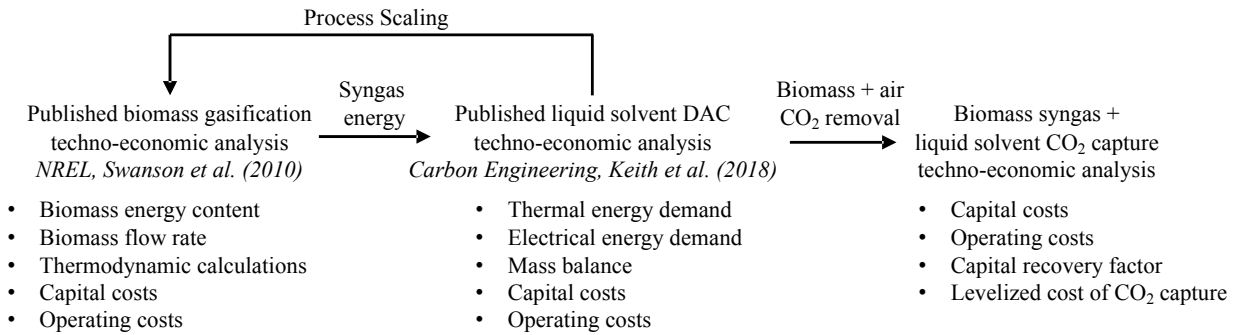 Process Scaling
Published biomass gasification
techno-economic analysis
NREL, Swanson et al. (2010)
• Biomass energy content
• Biomass flow rate
• Thermodynamic calculations
• Capital costs
• Operating costs
Syngas
energy
Published liquid solvent DAC
techno-economic analysis
Carbon Engineering, Keith et al. (2018)
• Thermal energy demand
• Electrical energy demand
• Mass balance
• Capital costs
• Operating costs
Biomass + air
CO₂ removal
Biomass syngas +
liquid solvent CO₂ capture
techno-economic analysis
• Capital costs
• Operating costs
• Capital recovery factor
• Levelized cost of CO₂ capture